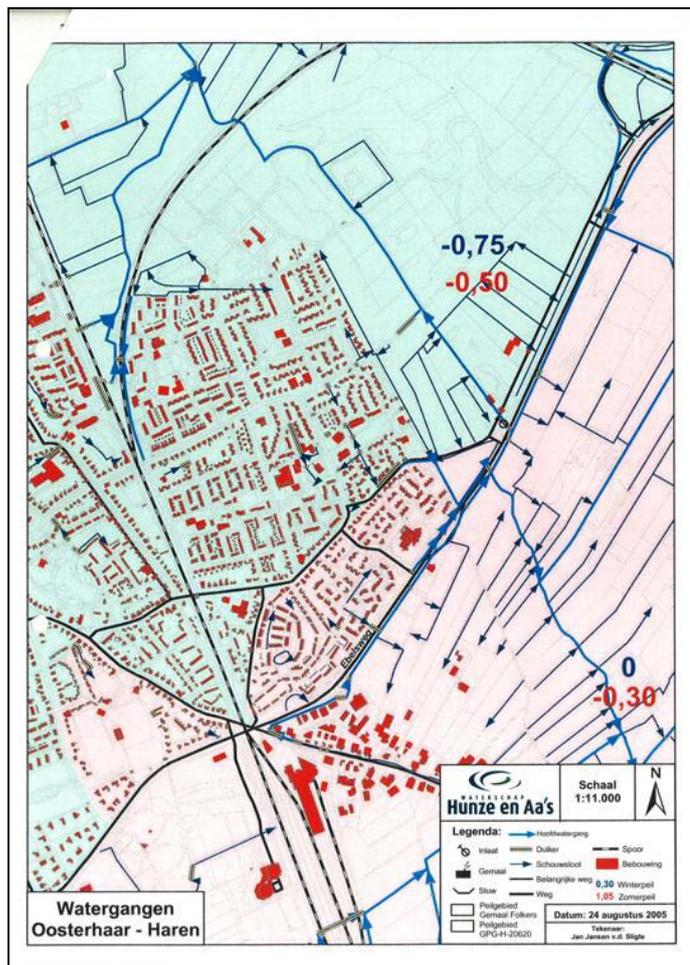 -0,75
-0,50
Ebelsweg
0
-0,30
WATERSCHAP
Hunze en Aa's
Schaal
1:11.000
N
Legenda:
Hoofdwatergang
Inlaat
Duiker
Spoor
Gemaal
Schouwsloot
Bebouwing
Belangrijke weg
0,30 Winterpeil
Stuw
Weg
1,05 Zomerpeil
Peilgebied
Gemaal Folkers
Peilgebied
GPG-H-20620
Datum: 24 augustus 2005
Tekenaar:
Jan Jansen v.d. Sligte
Watergangen
Oosterhaar - Haren